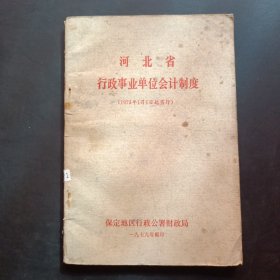 河北省
行政事业单位会计制度
保定地区行政公署财政局
一九七九年翻印